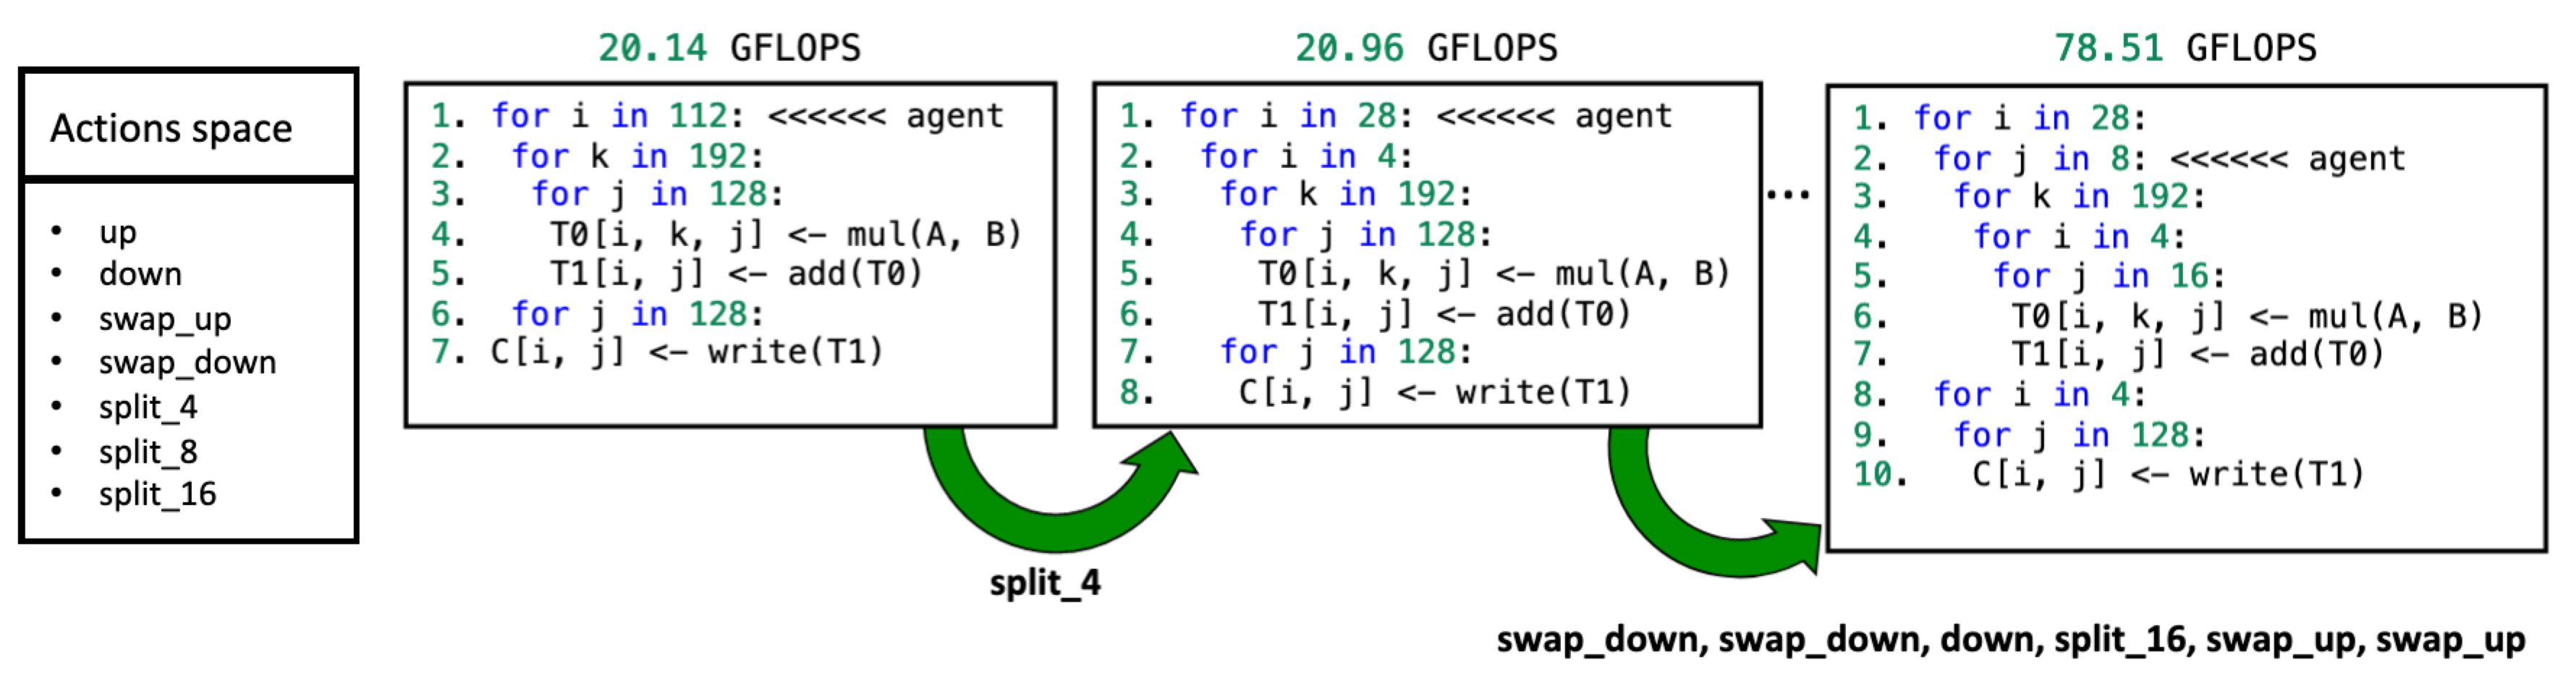 Actions space
• up
• down
• swap_up
• swap_down
• split_4
• split_8
• split_16
20.14 GFLOPS
1. for i in 112: <<<<<< agent
2. for k in 192:
3. for j in 128:
4. T0[i, k, j] <− mul(A, B)
5. T1[i, j] <− add(T0)
6. for j in 128:
7. C[i, j] <− write(T1)
split_4
20.96 GFLOPS
1. for i in 28: <<<<<< agent
2. for i in 4:
3. for k in 192:
4. for j in 128:
5. T0[i, k, j] <− mul(A, B)
6. T1[i, j] <− add(T0)
7. for j in 128:
8. C[i, j] <− write(T1)
...
swap_down, swap_down, down, split_16, swap_up, swap_up
78.51 GFLOPS
1. for i in 28:
2. for j in 8: <<<<<< agent
3. for k in 192:
4. for i in 4:
5. for j in 16:
6. T0[i, k, j] <− mul(A, B)
7. T1[i, j] <− add(T0)
8. for i in 4:
9. for j in 128:
10. C[i, j] <− write(T1)